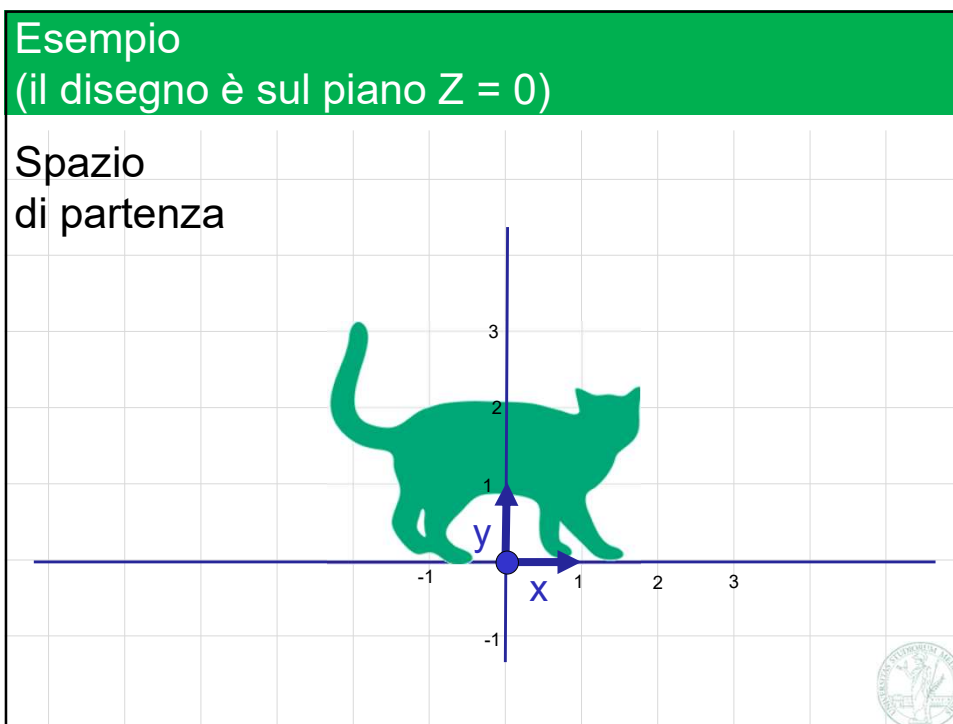 Esempio
(il disegno è sul piano Z = 0)
Spazio
di partenza
3
2
1
y
-1
x
1
2
3
-1